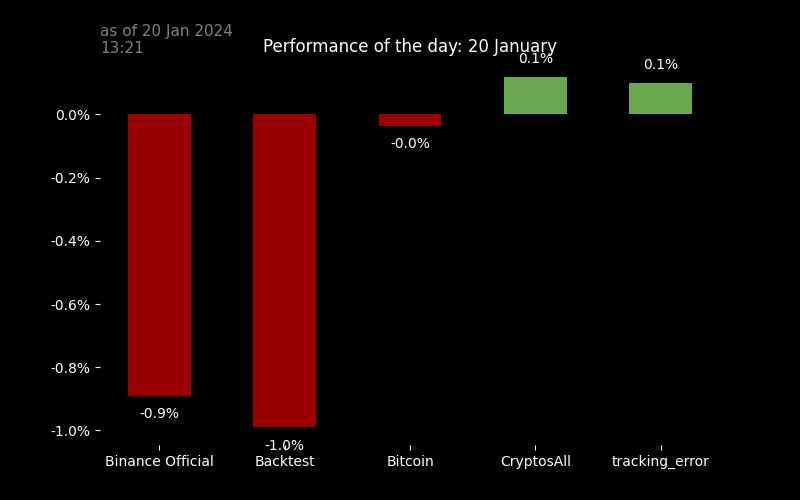 as of 20 Jan 2024
13:21
Performance of the day: 20 January
0.1%
0.1%
0.0%
-0.0%
-0.2%
-0.4%
-0.6%
-0.8%
-0.9%
-1.0%
-1.0%
Binance Official
Backtest
Bitcoin
CryptosAll
tracking_error